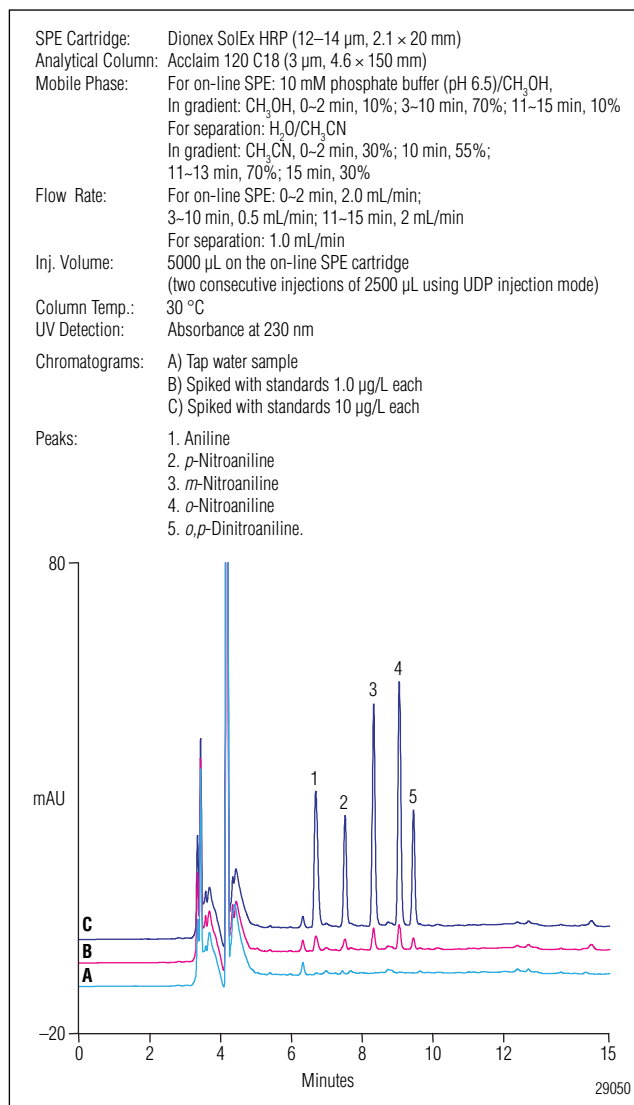 SPE Cartridge: Dionex SolEx HRP (12–14 µm, 2.1 × 20 mm)
Analytical Column: Acclaim 120 C18 (3 µm, 4.6 × 150 mm)
Mobile Phase: For on-line SPE: 10 mM phosphate buffer (pH 6.5)/CH3OH,
In gradient: CH3OH, 0~2 min, 10%; 3~10 min, 70%; 11~15 min, 10%
For separation: H2O/CH3CN
In gradient: CH3CN, 0~2 min, 30%; 10 min, 55%;
11~13 min, 70%; 15 min, 30%
Flow Rate: For on-line SPE: 0~2 min, 2.0 mL/min;
3~10 min, 0.5 mL/min; 11~15 min, 2 mL/min
For separation: 1.0 mL/min
Inj. Volume: 5000 µL on the on-line SPE cartridge
(two consecutive injections of 2500 µL using UDP injection mode)
Column Temp.: 30 °C
UV Detection: Absorbance at 230 nm
Chromatograms: A) Tap water sample
B) Spiked with standards 1.0 µg/L each
C) Spiked with standards 10 µg/L each
Peaks: 1. Aniline
2. p-Nitroaniline
3. m-Nitroaniline
4. o-Nitroaniline
5. o,p-Dinitroaniline.
80
4
3
1
5
2
mAU
C
B
A
–20
0 2 4 6 8 10 12 14 15
Minutes
29050